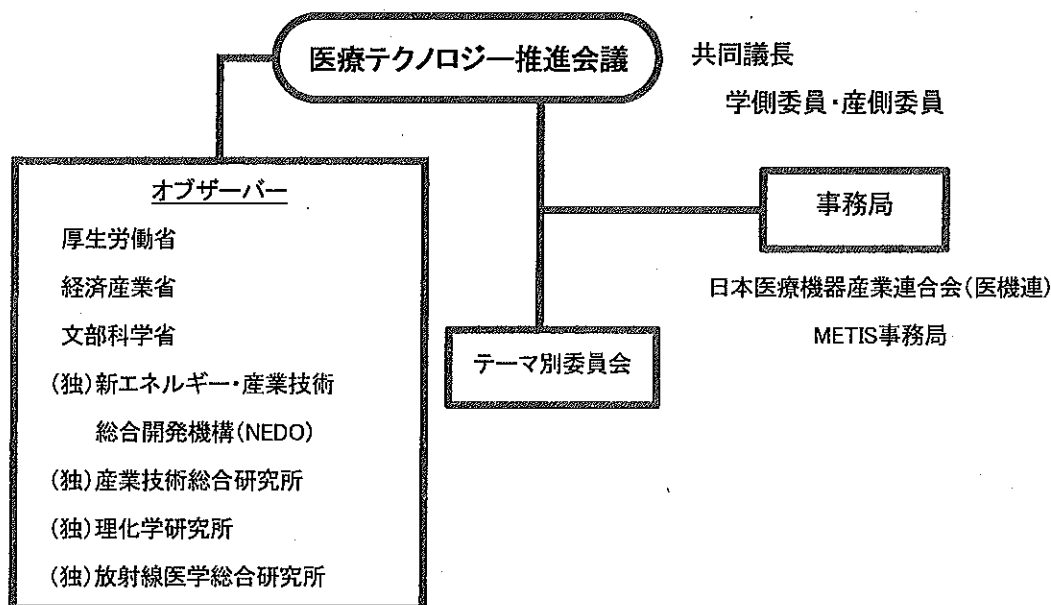 医療テクノロジー推進会議
共同議長
学側委員・産側委員
オブザーバー
厚生労働省
経済産業省
文部科学省
(独)新エネルギー・産業技術
総合開発機構(NEDO)
(独)産業技術総合研究所
(独)理化学研究所
(独)放射線医学総合研究所
事務局
日本医療機器産業連合会(医機連)
METIS事務局
テーマ別委員会